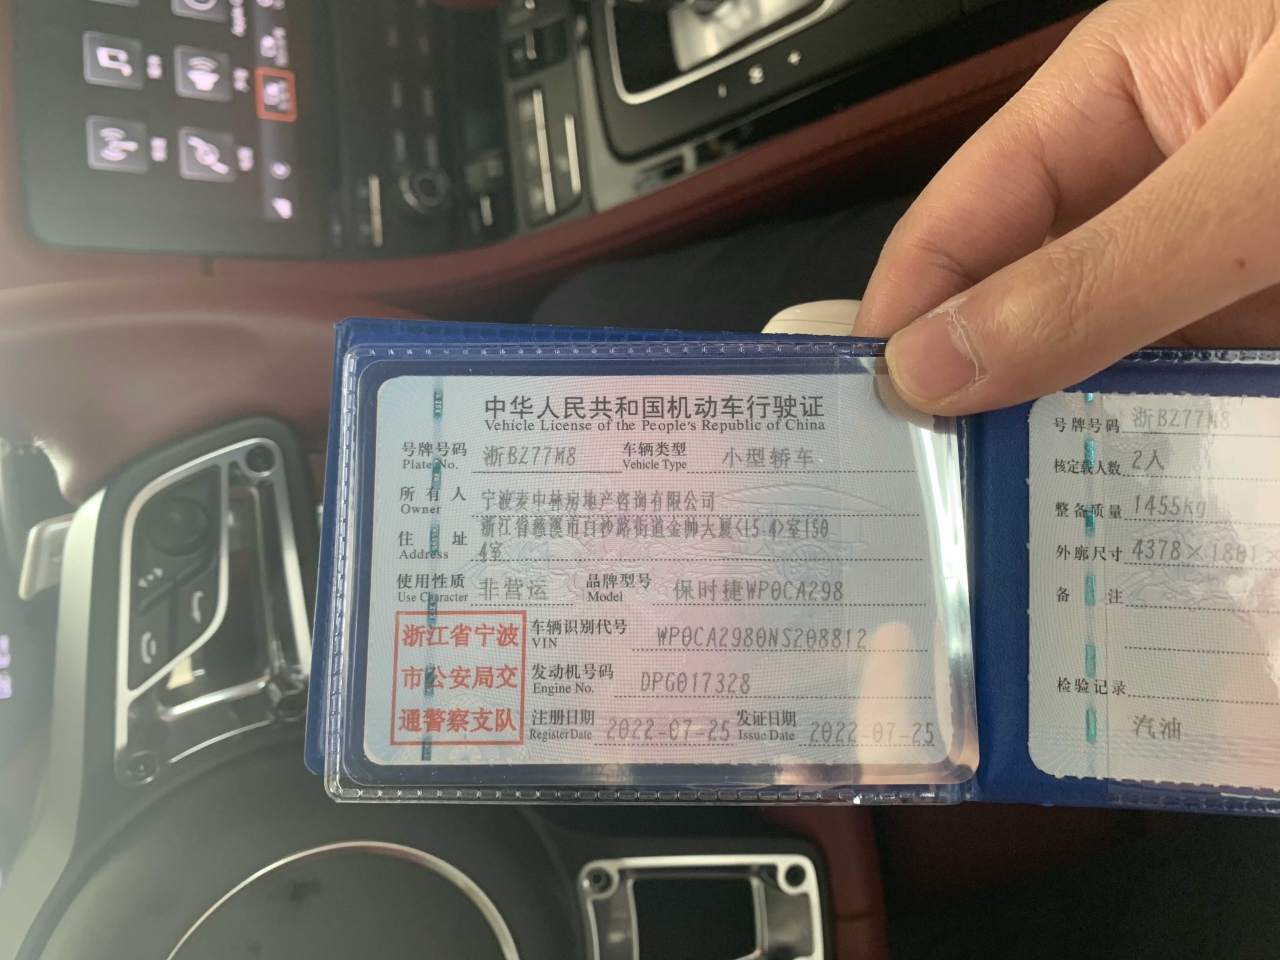 中华人民共和国机动车行驶证
Vehicle License of the People's Republic of China
号牌号码 浙BZ77M8 车辆类型 小型轿车
Plate No. Vehicle Type
所有人 宁波麦中林房地产咨询有限公司
Owner
住址 浙江省慈溪市白沙路街道金帅大厦<15-4>室150
Address 4室
使用性质 非营运 品牌型号 保时捷WP0CA298
Use Character Model
浙江省宁波
市公安局交
通警察支队
车辆识别代号 WP0CA2980NS208812
VIN
发动机号码 DPG017328
Engine No.
注册日期 2022-07-25 发证日期 2022-07-25
Register Date Issue Date
号牌号码 浙BZ77M8
核定载人数 2人
整备质量 1455kg
外廓尺寸 4378×1801×
备注
检验记录
汽油